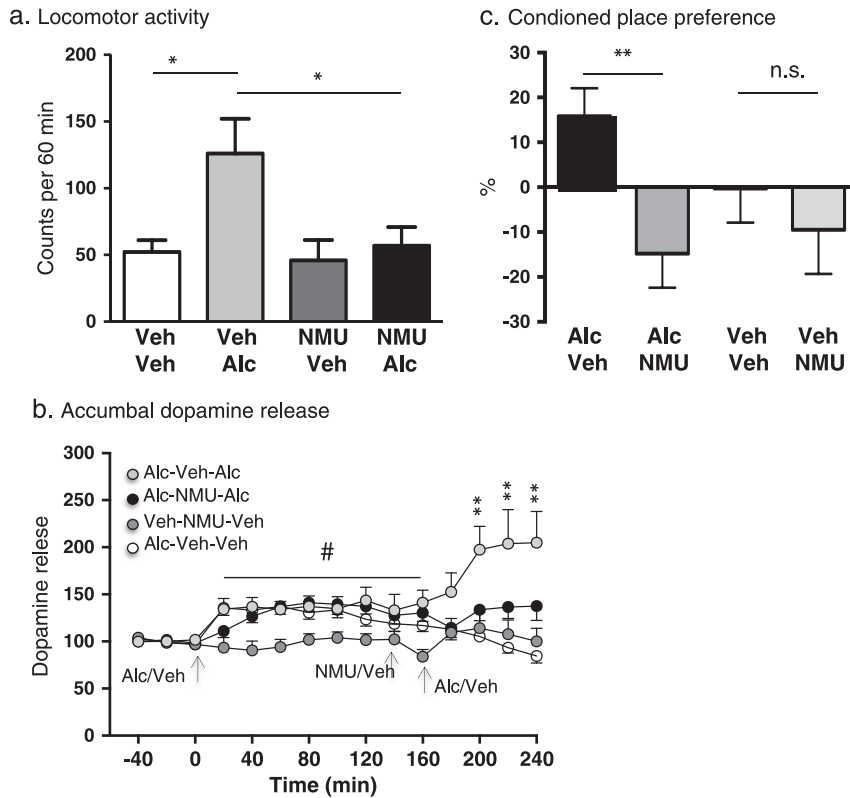 a. Locomotor activity
Counts per 60 min
200
150
100
50
0
*
*
Veh Veh NMU NMU
Veh Alc Veh Alc
c. Condioned place preference
%
30
20
10
0
-10
-20
-30
**
n.s.
Alc Alc Veh Veh
Veh NMU Veh NMU
b. Accumbal dopamine release
Dopamine relese
300
250
200
150
100
50
0
Alc-Veh-Alc
Alc-NMU-Alc
Veh-NMU-Veh
Alc-Veh-Veh
#
** ** **
Alc/Veh
NMU/Veh
Alc/Veh
-40 0 40 80 120 160 200 240
Time (min)